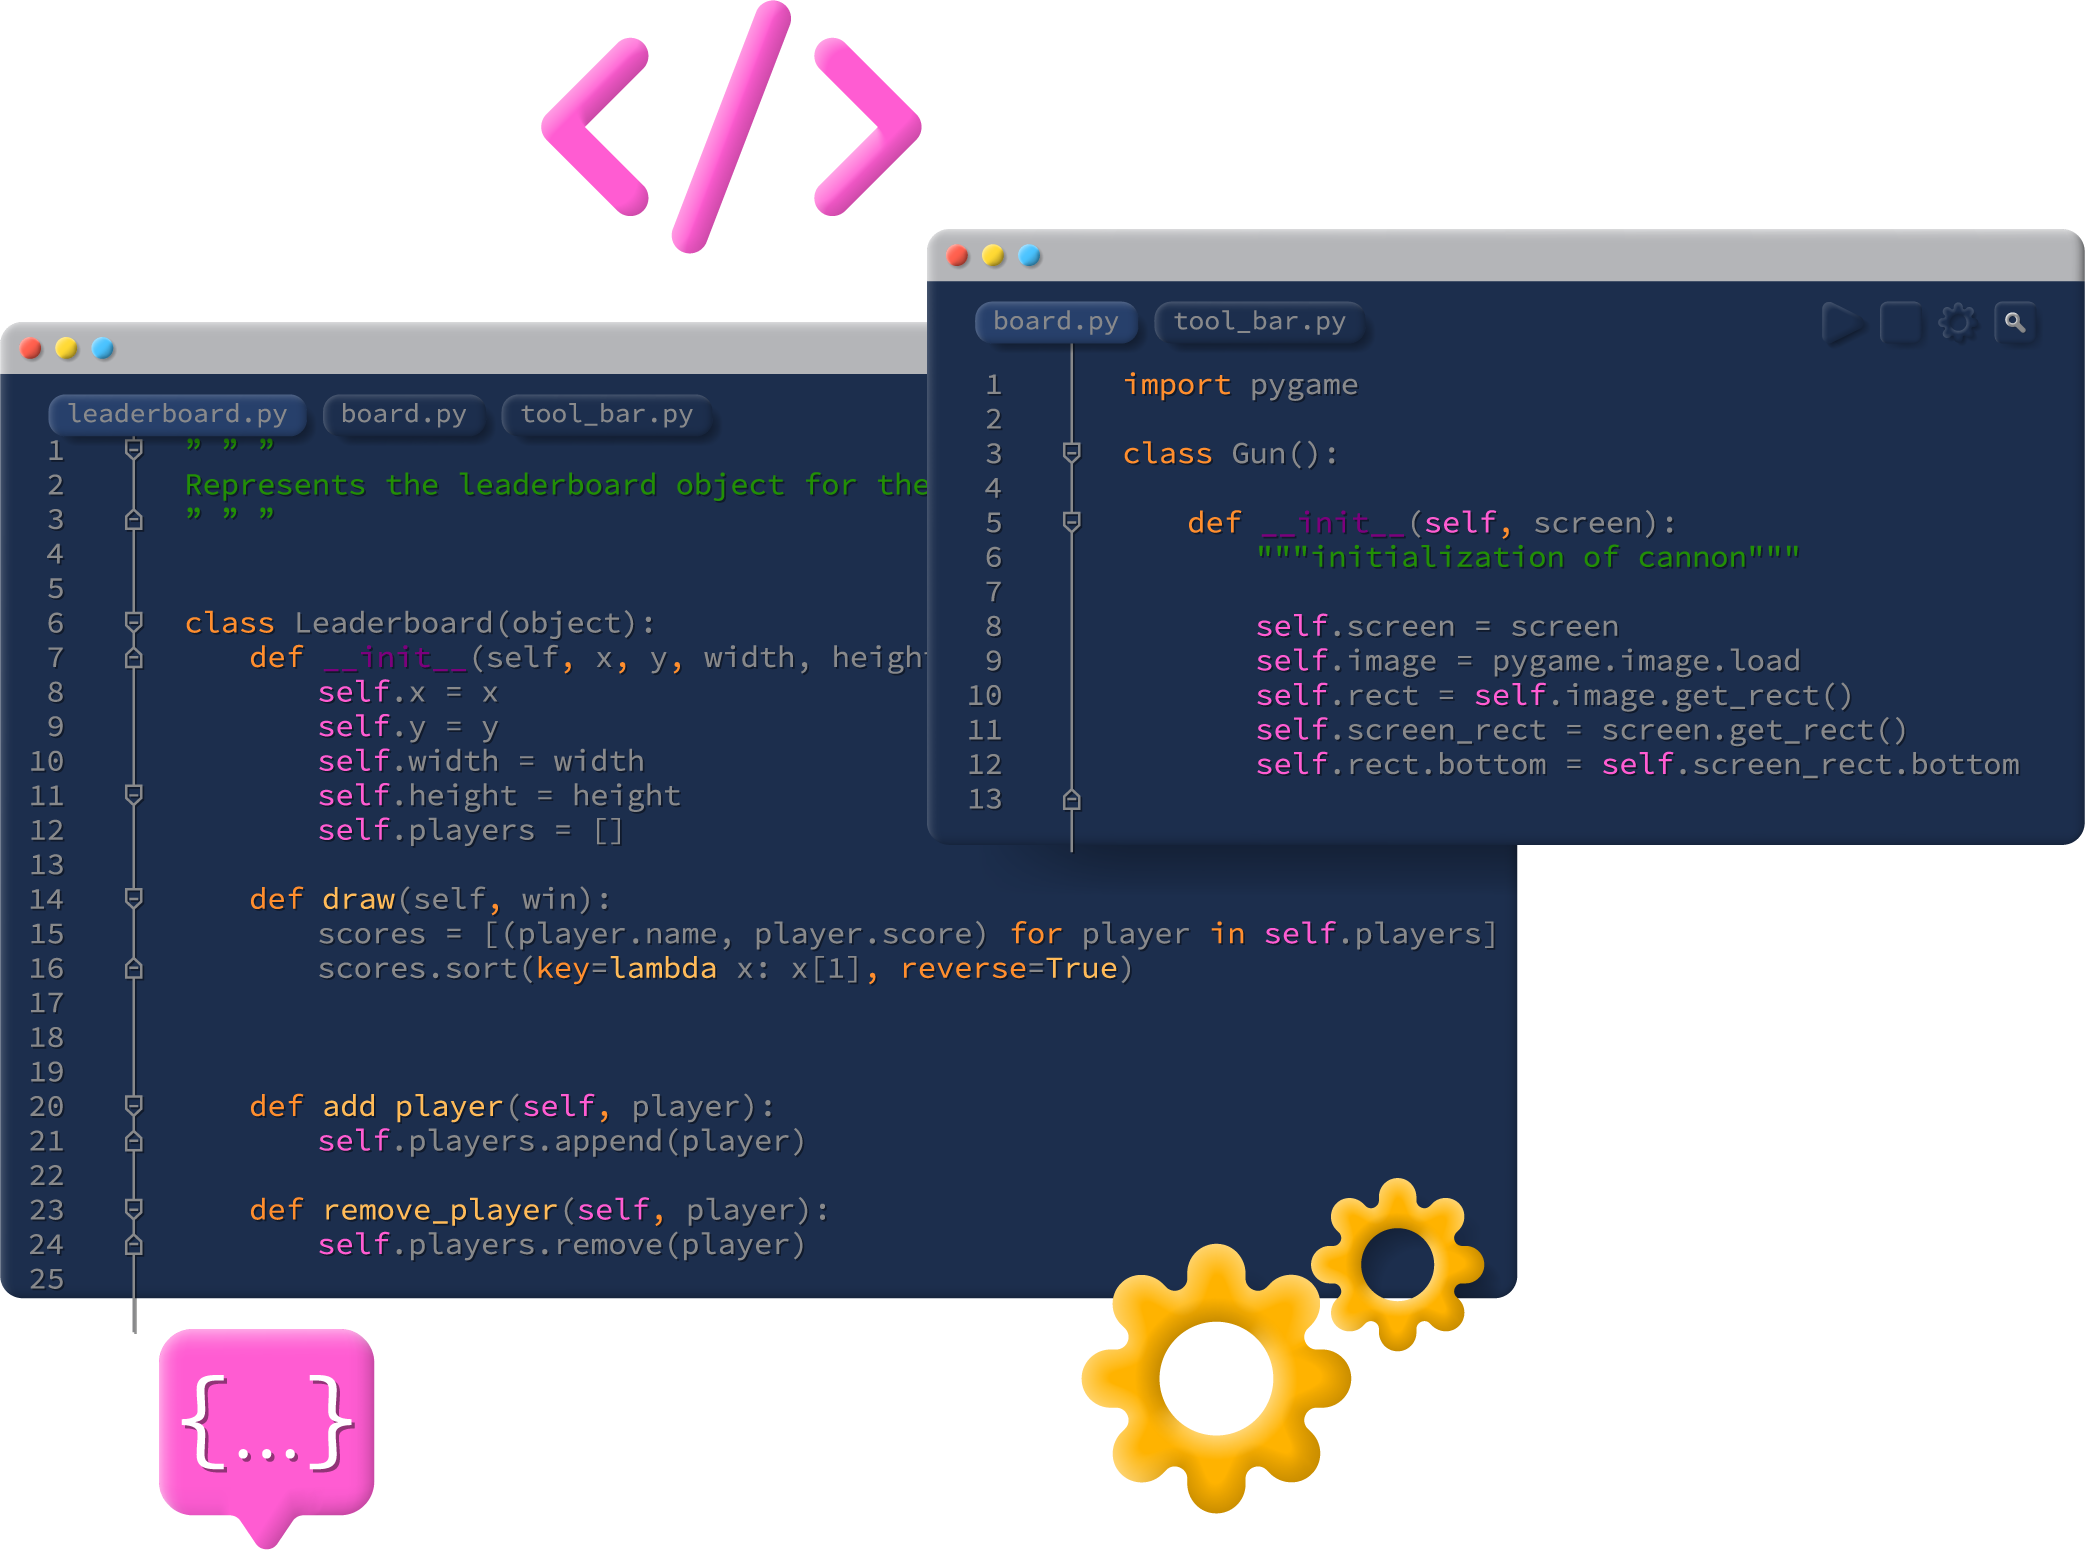 </>
leaderboard.py board.py tool_bar.py
1 ” ” ”
2 Represents the leaderboard object for the
3 ” ” ”
4
5
6 class Leaderboard(object):
7 def __init__(self, x, y, width, height
8 self.x = x
9 self.y = y
10 self.width = width
11 self.height = height
12 self.players = []
13
14 def draw(self, win):
15 scores = [(player.name, player.score) for player in self.players]
16 scores.sort(key=lambda x: x[1], reverse=True)
17
18
19
20 def add player(self, player):
21 self.players.append(player)
22
23 def remove_player(self, player):
24 self.players.remove(player)
25
board.py tool_bar.py
1 import pygame
2
3 class Gun():
4
5 def __init__(self, screen):
6 """initialization of cannon"""
7
8 self.screen = screen
9 self.image = pygame.image.load
10 self.rect = self.image.get_rect()
11 self.screen_rect = screen.get_rect()
12 self.rect.bottom = self.screen_rect.bottom
13
{...}